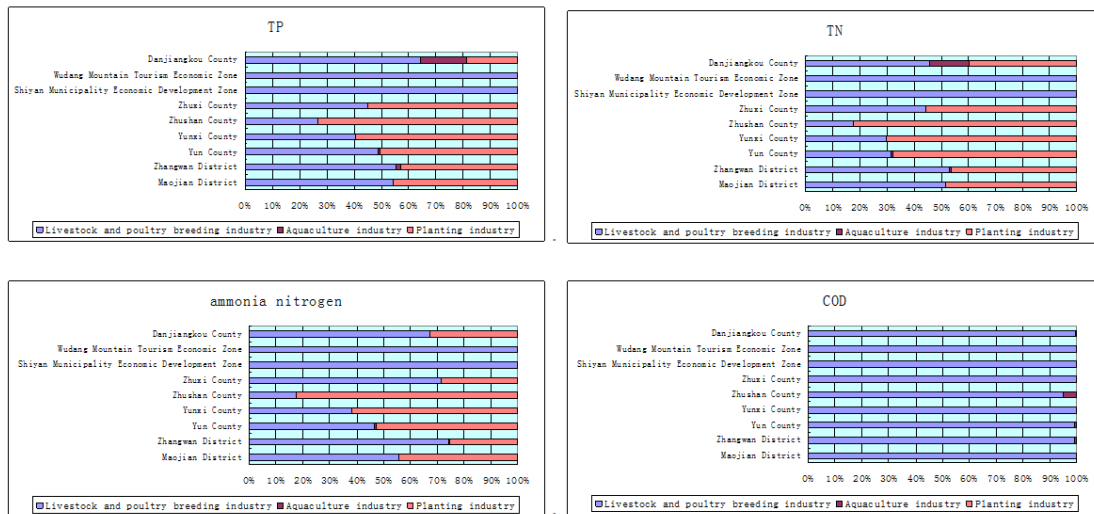 TP
Danjiangkou County
Wudang Mountain Tourism Economic Zone
Shiyan Municipality Economic Development Zone
Zhuxi County
Zhushan County
Yunxi County
Yun County
Zhangwan District
Maojian District
0% 10% 20% 30% 40% 50% 60% 70% 80% 90% 100%
Livestock and poultry breeding industry Aquaculture industry Planting industry
TN
Danjiangkou County
Wudang Mountain Tourism Economic Zone
Shiyan Municipality Economic Development Zone
Zhuxi County
Zhushan County
Yunxi County
Yun County
Zhangwan District
Maojian District
0% 10% 20% 30% 40% 50% 60% 70% 80% 90% 100%
Livestock and poultry breeding industry Aquaculture industry Planting industry
ammonia nitrogen
Danjiangkou County
Wudang Mountain Tourism Economic Zone
Shiyan Municipality Economic Development Zone
Zhuxi County
Zhushan County
Yunxi County
Yun County
Zhangwan District
Maojian District
0% 10% 20% 30% 40% 50% 60% 70% 80% 90% 100%
Livestock and poultry breeding industry Aquaculture industry Planting industry
COD
Danjiangkou County
Wudang Mountain Tourism Economic Zone
Shiyan Municipality Economic Development Zone
Zhuxi County
Zhushan County
Yunxi County
Yun County
Zhangwan District
Maojian District
0% 10% 20% 30% 40% 50% 60% 70% 80% 90% 100%
Livestock and poultry breeding industry Aquaculture industry Planting industry